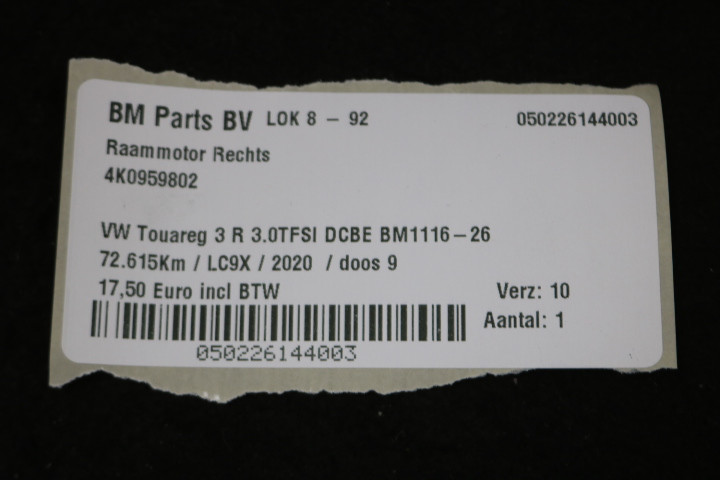 BM Parts BV LOK 8 - 92 050226144003
Raammotor Rechts
4K0959802
VW Touareg 3 R 3.0TFSI DCBE BM1116-26
72.615Km / LC9X / 2020 / doos 9
17,50 Euro incl BTW Verz: 10
Aantal: 1
050226144003